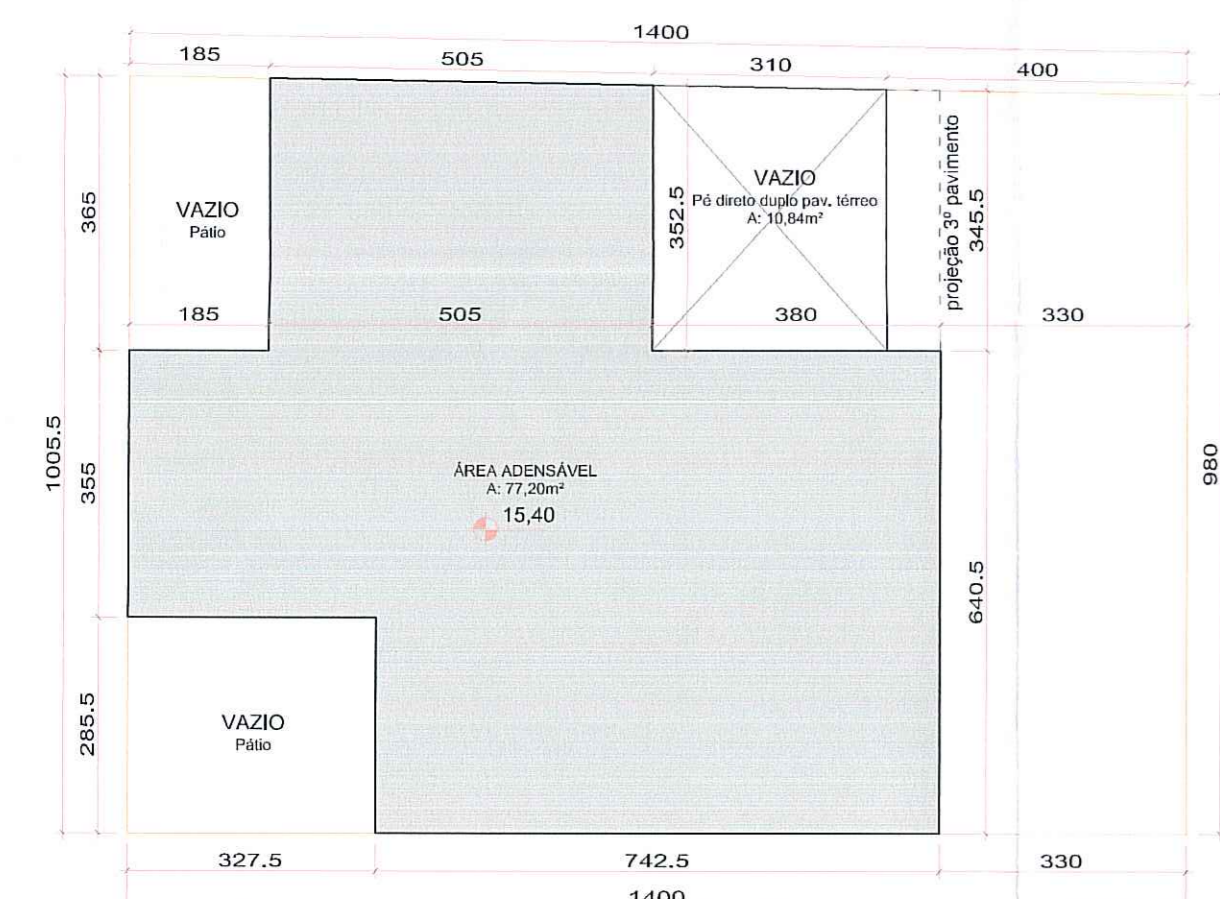 1400
185
505
310
400
VAZIO
Pátio
365
352.5
VAZIO
Pé direto duplo pav. térreo
A: 10,84m²
projeção 3º pavimento
345.5
185
505
380
330
1005.5
355
ÁREA ADENSÁVEL
A: 77,20m²
15,40
980
640.5
285.5
VAZIO
Pátio
327.5
742.5
330
1400